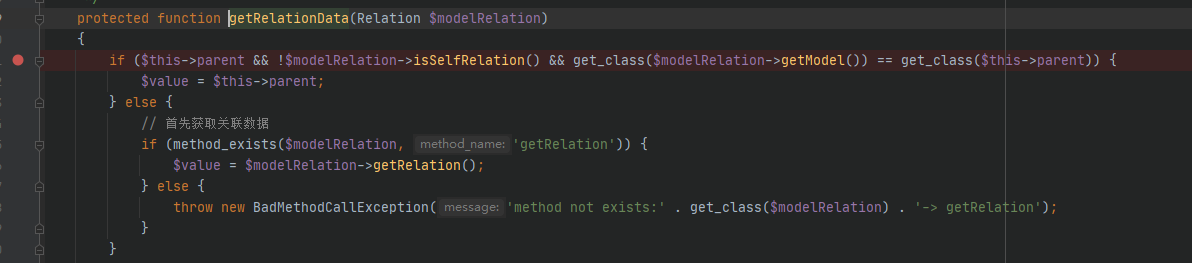 protected function getRelationData(Relation $modelRelation)
{
if ($this->parent && !$modelRelation->isSelfRelation() && get_class($modelRelation->getModel()) == get_class($this->parent)) {
$value = $this->parent;
} else {
// 首先获取关联数据
if (method_exists($modelRelation, method_name: 'getRelation')) {
$value = $modelRelation->getRelation();
} else {
throw new BadMethodCallException( message: 'method not exists:' . get_class($modelRelation) . '-> getRelation');
}
}